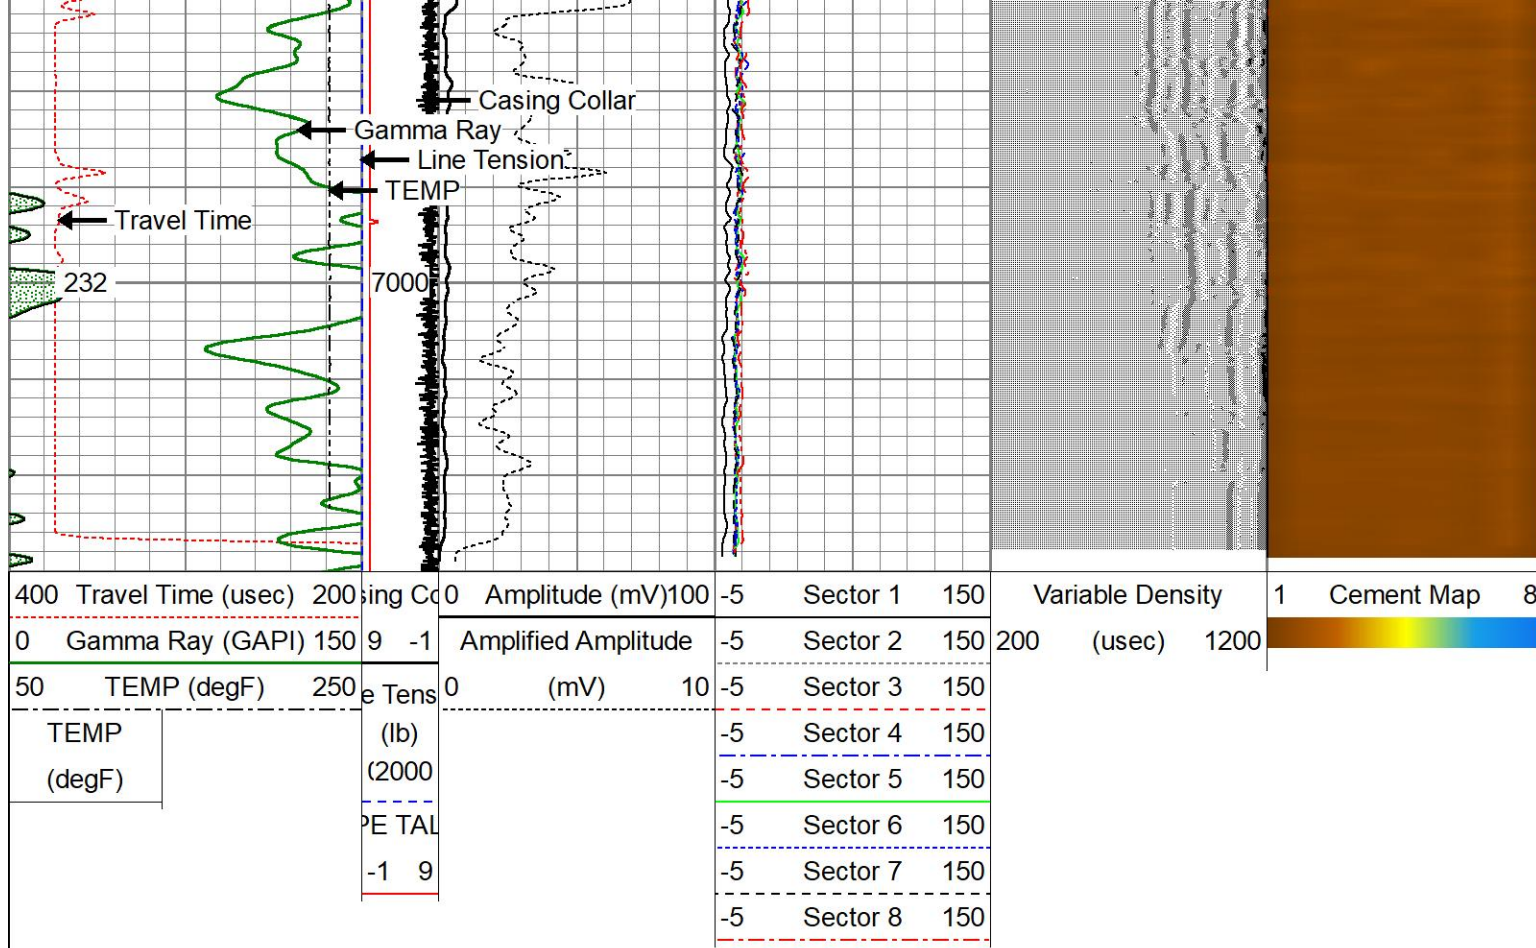 Casing Collar
Gamma Ray
Line Tension
TEMP
Travel Time
232
7000
400 Travel Time (usec) 200
0 Gamma Ray (GAPI) 150
50 TEMP (degF) 250
TEMP
(degF)
sing Co
9 -1
e Tens
(lb)
2000
PE TAL
-1 9
0 Amplitude (mV) 100
Amplified Amplitude
0 (mV) 10
-5 Sector 1 150
-5 Sector 2 150
-5 Sector 3 150
-5 Sector 4 150
-5 Sector 5 150
-5 Sector 6 150
-5 Sector 7 150
-5 Sector 8 150
Variable Density
200 (usec) 1200
1 Cement Map 8